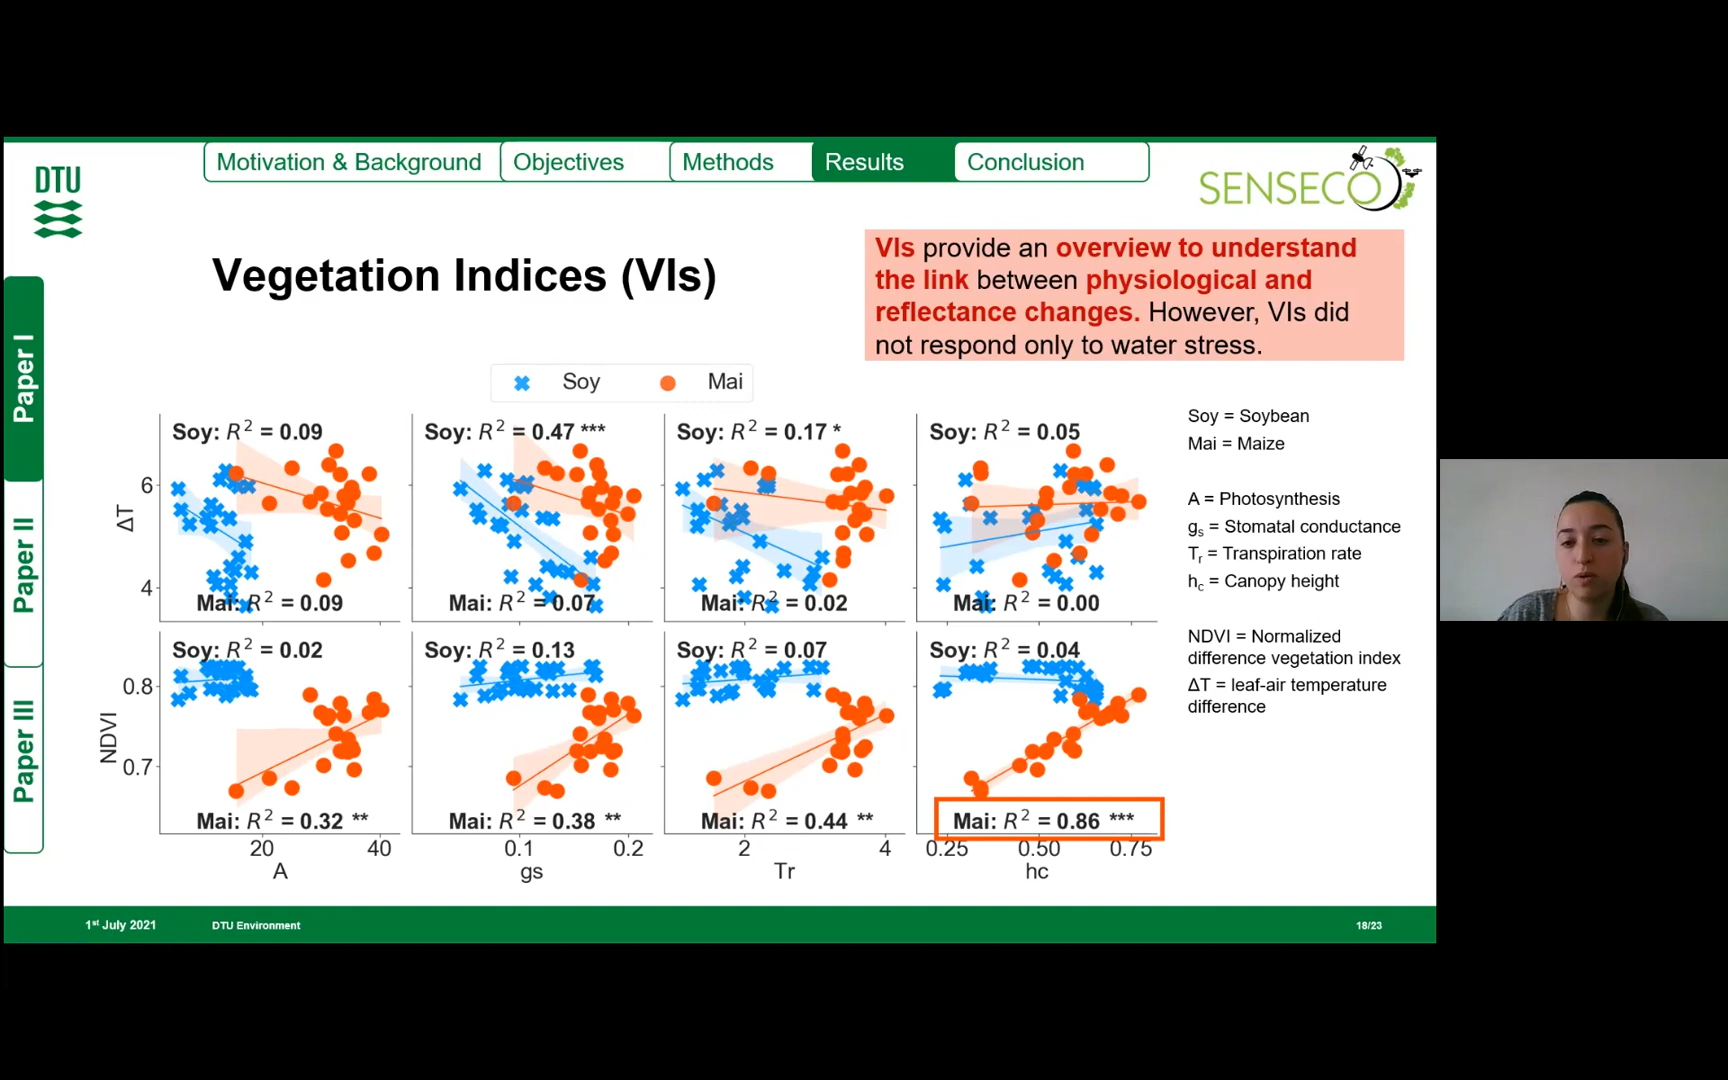 DTU
Motivation & Background
Objectives
Methods
Results
Conclusion
SENSECO
Paper I
Paper II
Paper III
Vegetation Indices (VIs)
VIs provide an overview to understand
the link between physiological and
reflectance changes. However, VIs did
not respond only to water stress.
Soy Mai
Soy: R² = 0.09
Mai: R² = 0.09
Soy: R² = 0.47 ***
Mai: R² = 0.07
Soy: R² = 0.17 *
Mai: R² = 0.02
Soy: R² = 0.05
Mai: R² = 0.00
ΔT
6
4
Soy: R² = 0.02
Mai: R² = 0.32 **
Soy: R² = 0.13
Mai: R² = 0.38 **
Soy: R² = 0.07
Mai: R² = 0.44 **
Soy: R² = 0.04
Mai: R² = 0.86 ***
NDVI
0.8
0.7
20 40
A
0.1 0.2
gs
2 4
Tr
0.25 0.50 0.75
hc
Soy = Soybean
Mai = Maize
A = Photosynthesis
gs = Stomatal conductance
Tr = Transpiration rate
hc = Canopy height
NDVI = Normalized
difference vegetation index
ΔT = leaf-air temperature
difference
1st July 2021
DTU Environment
18/23